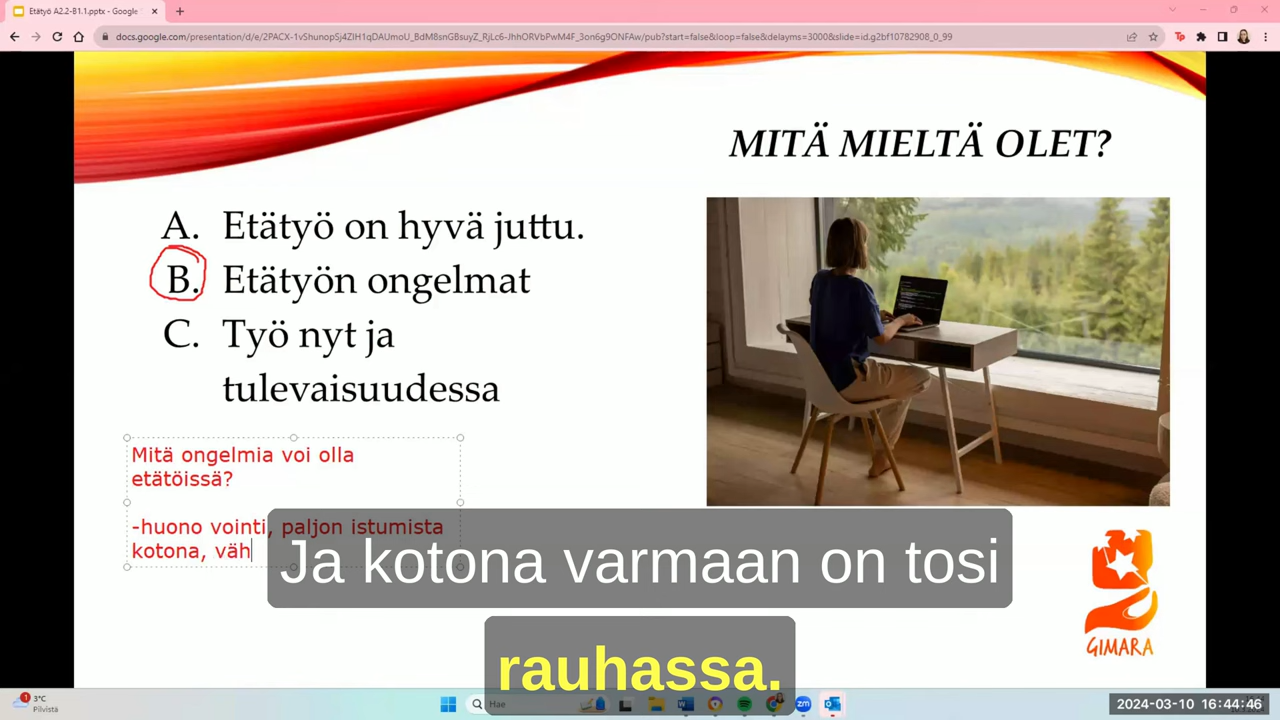 Etätyö A2.2-B1.1.pptx - Google
docs.google.com/presentation/d/e/2PACX-1vShunopSj4ZIH1qDAUmoU_BdM8snGBsuyZ_RjLc6-JhhORVbPwM4F_3on6g9ONFAw/pub?start=false&loop=false&delayms=3000&slide=id.g2bf10782908_0_99
MITÄ MIELTÄ OLET?
A. Etätyö on hyvä juttu.
B. Etätyön ongelmat
C. Työ nyt ja
tulevaisuudessa
Mitä ongelmia voi olla
etätöissä?
-huono vointi, paljon istumista
kotona, väh
Ja kotona varmaan on tosi
rauhassa.
GIMARA
1
3°C
Pilvistä
Hae
2024-03-10 16:44:46